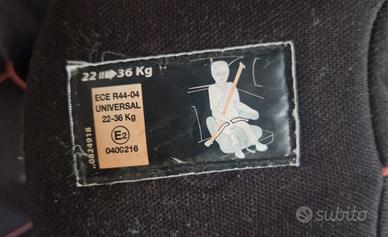 22 36 Kg
ECE R44-04
UNIVERSAL
22-36 Kg
E2
0400216
..0824918
subito